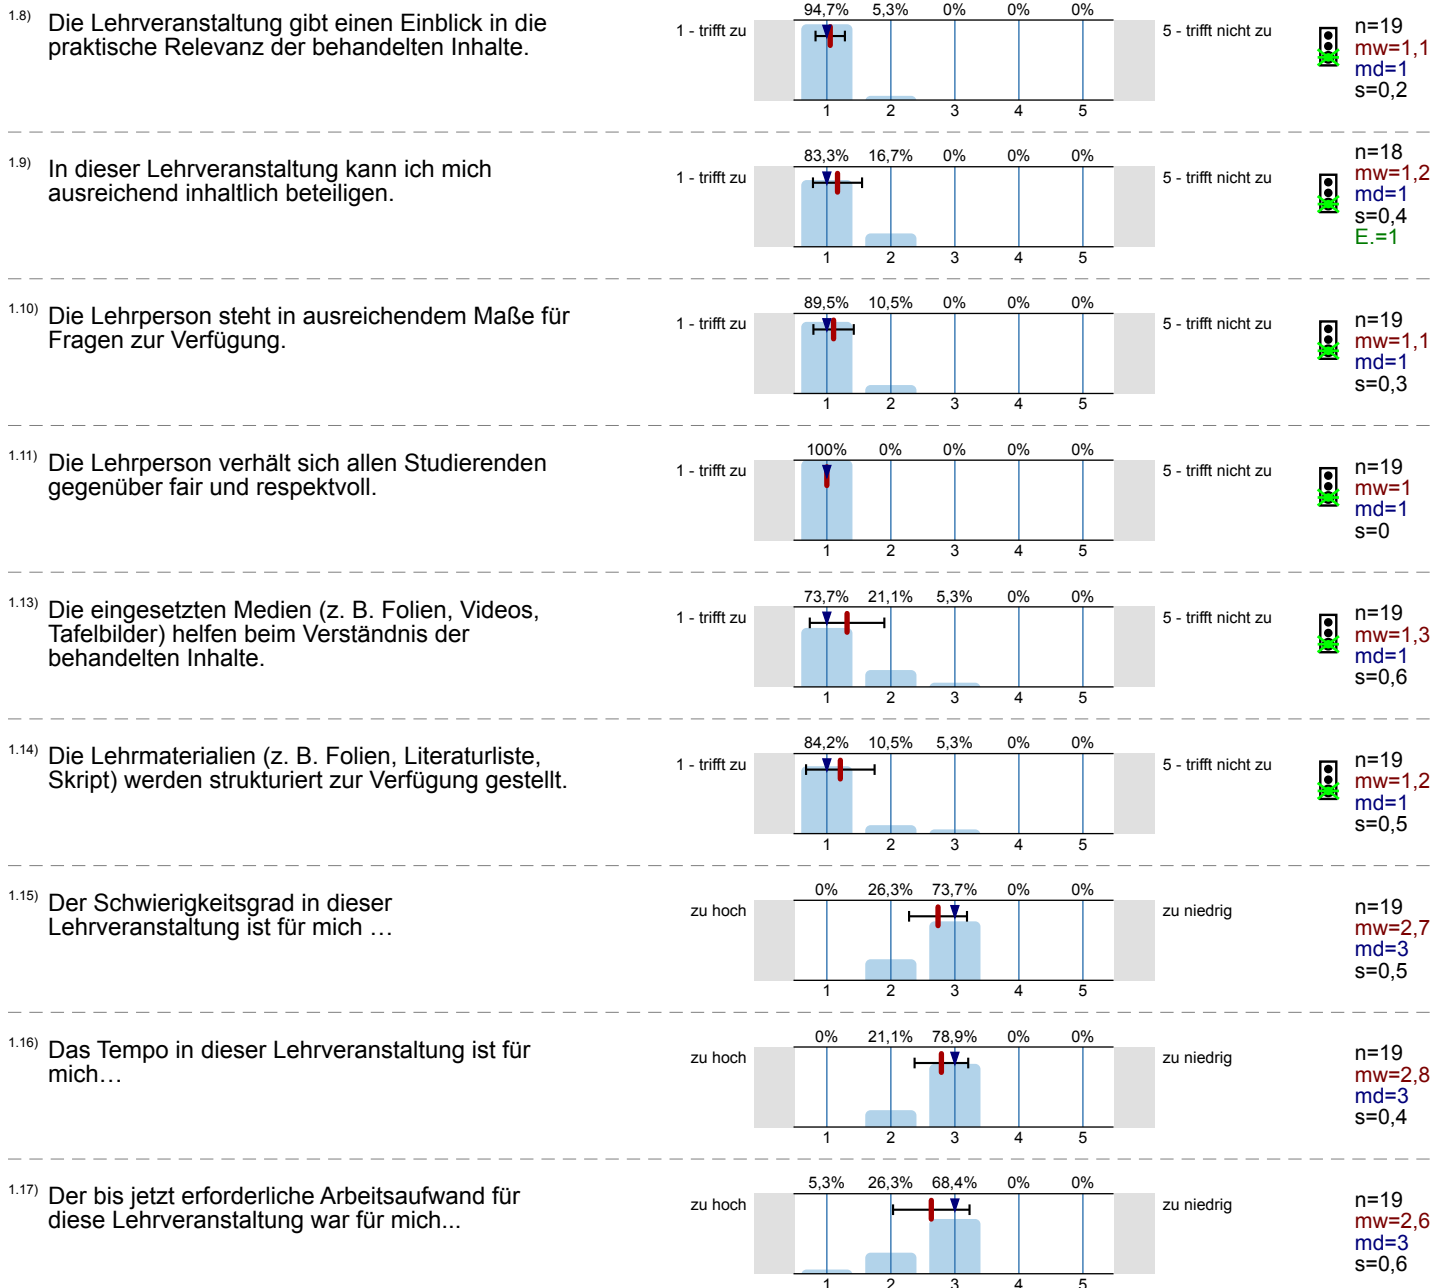 1.8) Die Lehrveranstaltung gibt einen Einblick in die
praktische Relevanz der behandelten Inhalte.
1 - trifft zu
94,7% 5,3% 0% 0% 0%
1 2 3 4 5
5 - trifft nicht zu
n=19
mw=1,1
md=1
s=0,2
1.9) In dieser Lehrveranstaltung kann ich mich
ausreichend inhaltlich beteiligen.
1 - trifft zu
83,3% 16,7% 0% 0% 0%
1 2 3 4 5
5 - trifft nicht zu
n=18
mw=1,2
md=1
s=0,4
E.=1
1.10) Die Lehrperson steht in ausreichendem Maße für
Fragen zur Verfügung.
1 - trifft zu
89,5% 10,5% 0% 0% 0%
1 2 3 4 5
5 - trifft nicht zu
n=19
mw=1,1
md=1
s=0,3
1.11) Die Lehrperson verhält sich allen Studierenden
gegenüber fair und respektvoll.
1 - trifft zu
100% 0% 0% 0% 0%
1 2 3 4 5
5 - trifft nicht zu
n=19
mw=1
md=1
s=0
1.13) Die eingesetzten Medien (z. B. Folien, Videos,
Tafelbilder) helfen beim Verständnis der
behandelten Inhalte.
1 - trifft zu
73,7% 21,1% 5,3% 0% 0%
1 2 3 4 5
5 - trifft nicht zu
n=19
mw=1,3
md=1
s=0,6
1.14) Die Lehrmaterialien (z. B. Folien, Literaturliste,
Skript) werden strukturiert zur Verfügung gestellt.
1 - trifft zu
84,2% 10,5% 5,3% 0% 0%
1 2 3 4 5
5 - trifft nicht zu
n=19
mw=1,2
md=1
s=0,5
1.15) Der Schwierigkeitsgrad in dieser
Lehrveranstaltung ist für mich …
zu hoch
0% 26,3% 73,7% 0% 0%
1 2 3 4 5
zu niedrig
n=19
mw=2,7
md=3
s=0,5
1.16) Das Tempo in dieser Lehrveranstaltung ist für
mich…
zu hoch
0% 21,1% 78,9% 0% 0%
1 2 3 4 5
zu niedrig
n=19
mw=2,8
md=3
s=0,4
1.17) Der bis jetzt erforderliche Arbeitsaufwand für
diese Lehrveranstaltung war für mich...
zu hoch
5,3% 26,3% 68,4% 0% 0%
1 2 3 4 5
zu niedrig
n=19
mw=2,6
md=3
s=0,6